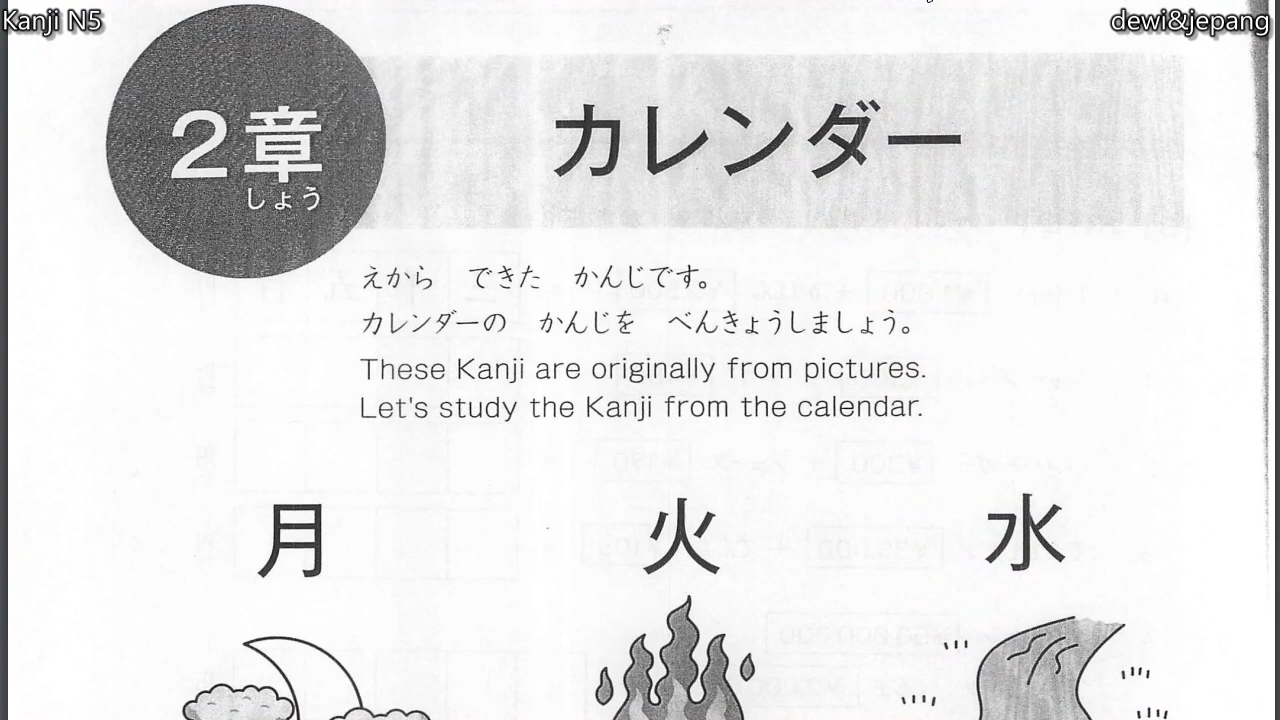 Kanji N5
dewi&jepang
2章
しょう
カレンダー
えから できた かんじです。
カレンダーの かんじを べんきょうしましょう。
These Kanji are originally from pictures.
Let's study the Kanji from the calendar.
月 火 水